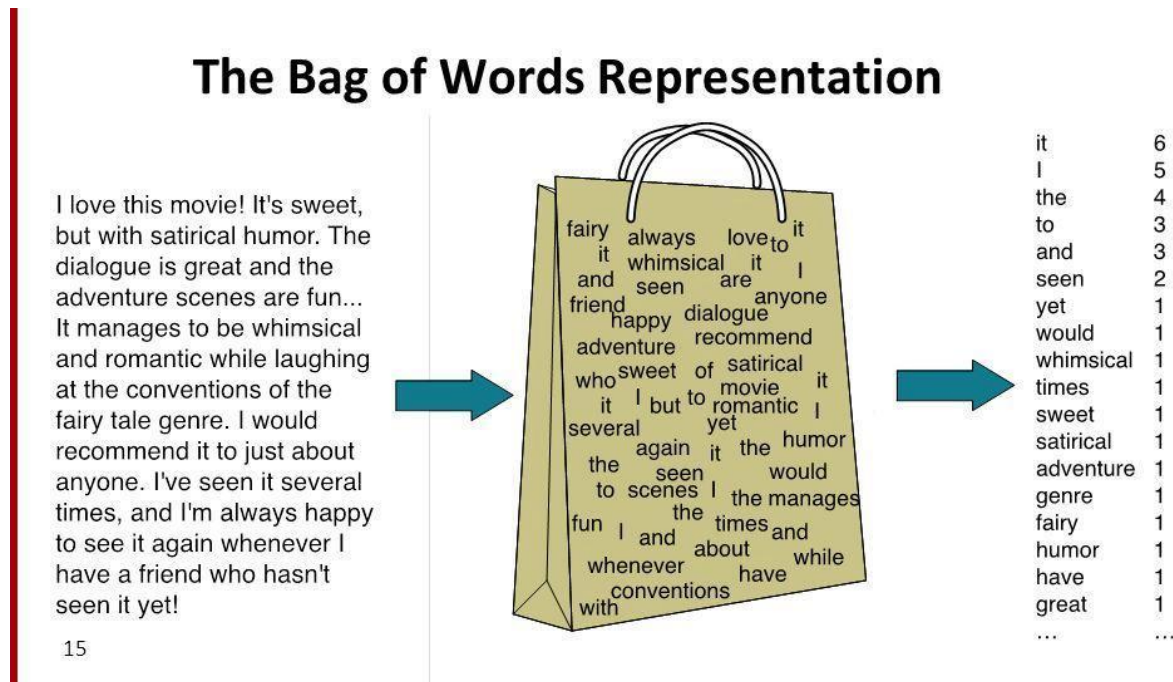 The Bag of Words Representation
I love this movie! It's sweet,
but with satirical humor. The
dialogue is great and the
adventure scenes are fun...
It manages to be whimsical
and romantic while laughing
at the conventions of the
fairy tale genre. I would
recommend it to just about
anyone. I've seen it several
times, and I'm always happy
to see it again whenever I
have a friend who hasn't
seen it yet!
15
fairy always love to it
it whimsical it I
and seen are
friend anyone
happy dialogue
adventure recommend
who sweet of satirical
it I but to movie it
romantic I
several yet
again it the humor
the seen would
to scenes I the manages
fun the times and
I and about
whenever have while
conventions
with
it 6
I 5
the 4
to 3
and 3
seen 2
yet 1
would 1
whimsical 1
times 1
sweet 1
satirical 1
adventure 1
genre 1
fairy 1
humor 1
have 1
great 1
... ...